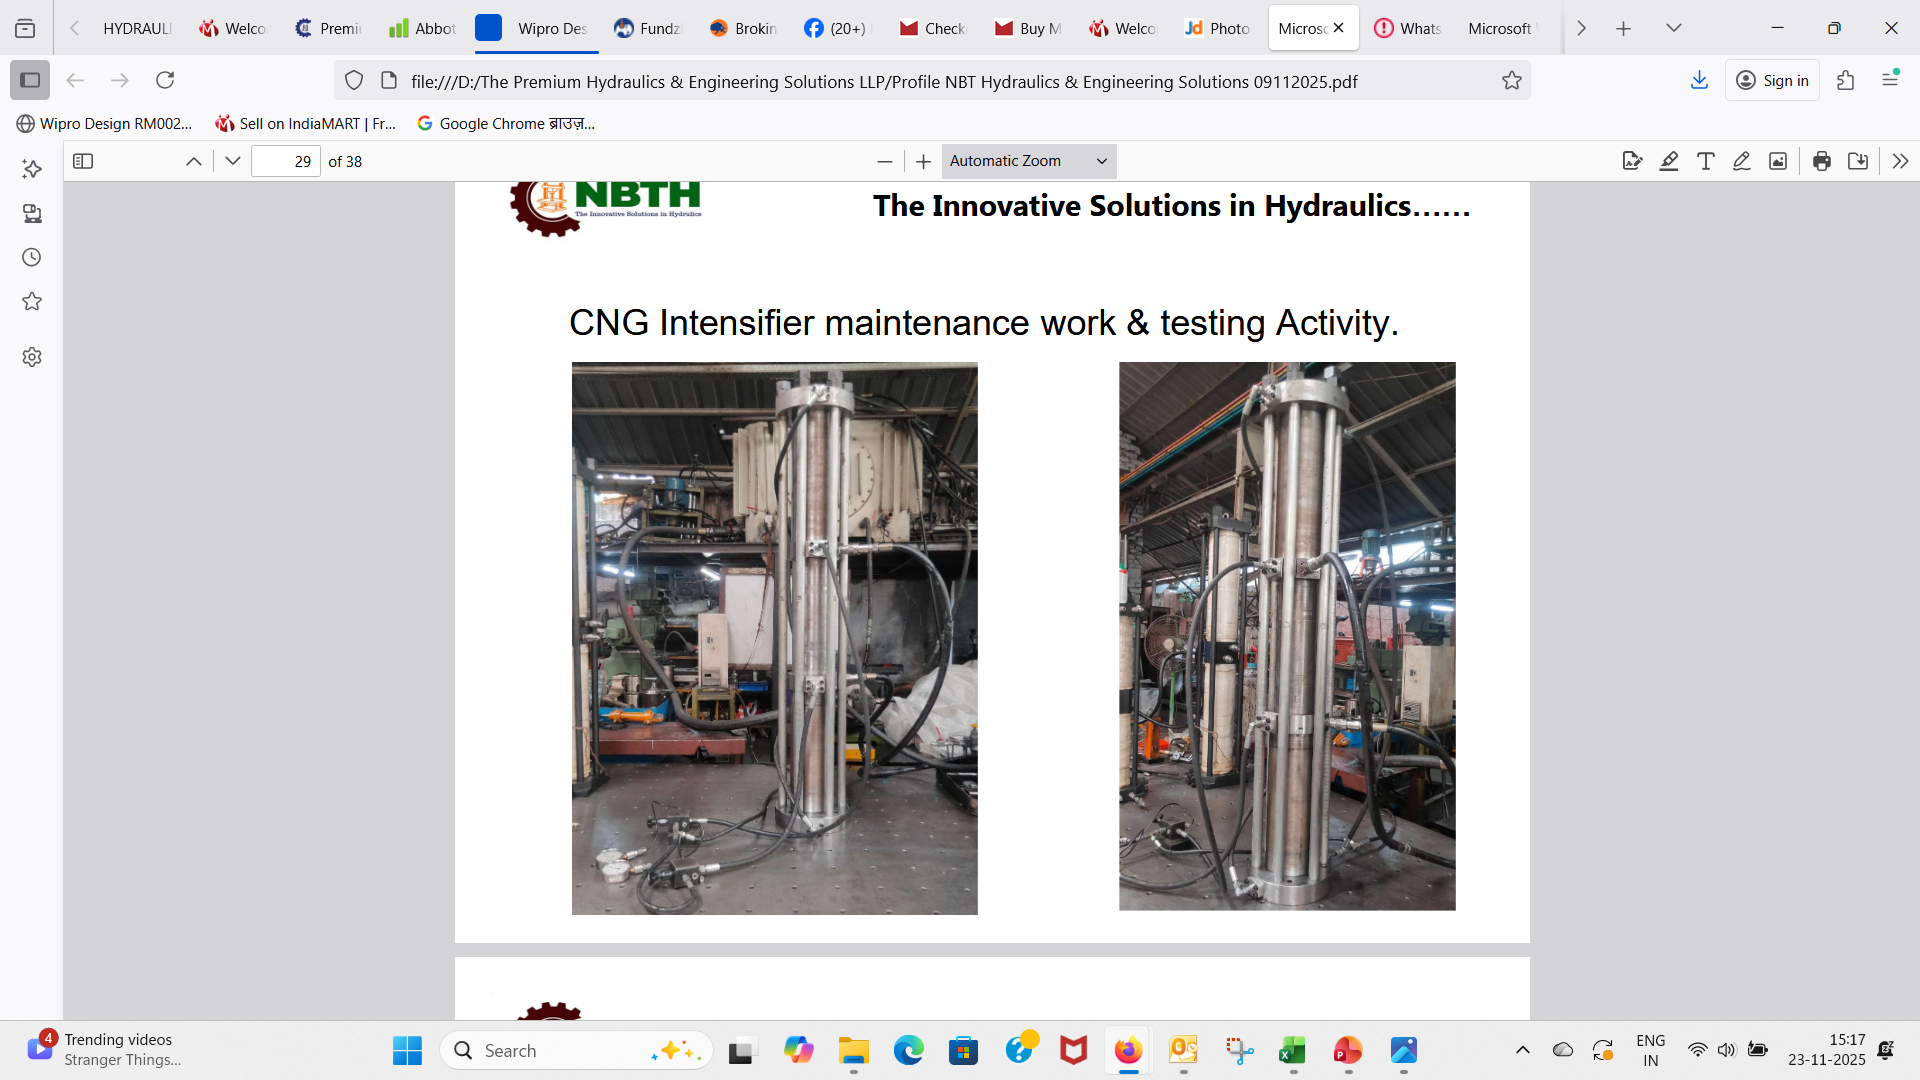 HYDRAULI
Welco
Premi
Abbot
Wipro Des
Fundz
Brokin
(20+)
Check
Buy M
Welco
Photo
Microsc
Whats
Microsoft
file:///D:/The Premium Hydraulics & Engineering Solutions LLP/Profile NBT Hydraulics & Engineering Solutions 09112025.pdf
Sign in
Wipro Design RM002...
Sell on IndiaMART | Fr...
Google Chrome ब्राउज़...
29 of 38
Automatic Zoom
NBTH
The Innovative Solutions in Hydrulics
The Innovative Solutions in Hydraulics……
CNG Intensifier maintenance work & testing Activity.
4
Trending videos
Stranger Things...
Search
ENG
IN
15:17
23-11-2025